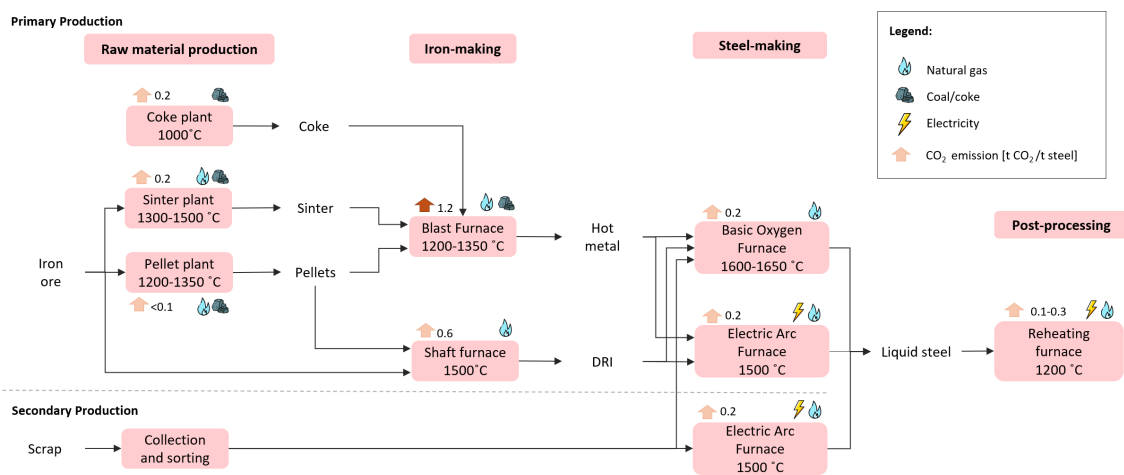 Primary Production
Raw material production
Iron-making
Steel-making
Legend:
Natural gas
Coal/coke
Electricity
CO₂ emission [t CO₂/t steel]
0.2
Coke plant
1000˚C
Coke
0.2
Sinter plant
1300-1500 ˚C
Sinter
1.2
Blast Furnace
1200-1350 ˚C
Hot
metal
0.2
Basic Oxygen
Furnace
1600-1650 ˚C
Post-processing
Iron
ore
Pellet plant
1200-1350 ˚C
<0.1
Pellets
0.6
Shaft furnace
1500˚C
DRI
0.2
Electric Arc
Furnace
1500 ˚C
Liquid steel
0.1-0.3
Reheating
furnace
1200 ˚C
Secondary Production
Scrap
Collection
and sorting
0.2
Electric Arc
Furnace
1500 ˚C